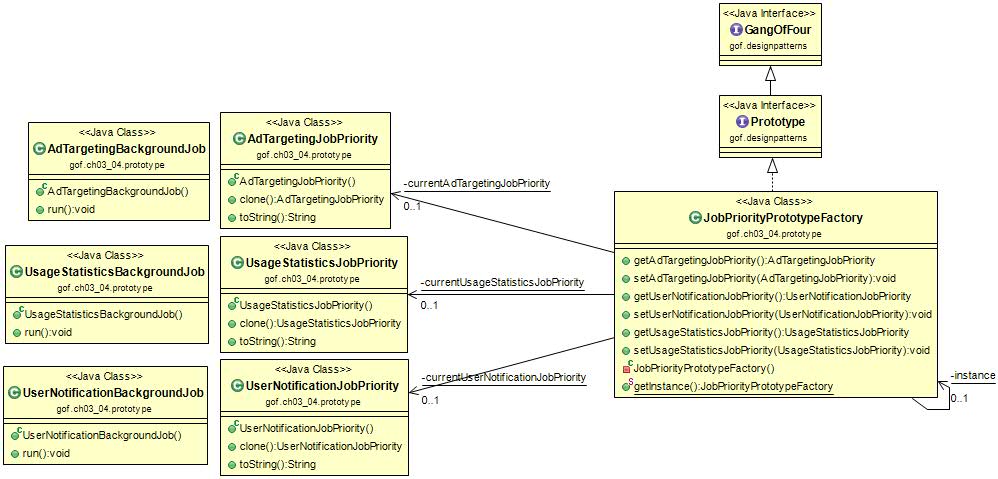 <<Java Interface>>
GangOfFour
gof.designpatterns
<<Java Interface>>
Prototype
gof.designpatterns
<<Java Class>>
AdTargetingBackgroundJob
gof.ch03_04.prototype
AdTargetingBackgroundJob()
run():void
<<Java Class>>
AdTargetingJobPriority
gof.ch03_04.prototype
AdTargetingJobPriority()
clone():AdTargetingJobPriority
toString():String
-currentAdTargetingJobPriority
0..1
<<Java Class>>
JobPriorityPrototypeFactory
gof.ch03_04.prototype
getAdTargetingJobPriority():AdTargetingJobPriority
setAdTargetingJobPriority(AdTargetingJobPriority):void
getUserNotificationJobPriority():UserNotificationJobPriority
setUserNotificationJobPriority(UserNotificationJobPriority):void
getUsageStatisticsJobPriority():UsageStatisticsJobPriority
setUsageStatisticsJobPriority(UsageStatisticsJobPriority):void
JobPriorityPrototypeFactory()
getInstance():JobPriorityPrototypeFactory
-instance
0..1
<<Java Class>>
UsageStatisticsBackgroundJob
gof.ch03_04.prototype
UsageStatisticsBackgroundJob()
run():void
<<Java Class>>
UsageStatisticsJobPriority
gof.ch03_04.prototype
UsageStatisticsJobPriority()
clone():UsageStatisticsJobPriority
toString():String
-currentUsageStatisticsJobPriority
0..1
<<Java Class>>
UserNotificationBackgroundJob
gof.ch03_04.prototype
UserNotificationBackgroundJob()
run():void
<<Java Class>>
UserNotificationJobPriority
gof.ch03_04.prototype
UserNotificationJobPriority()
clone():UserNotificationJobPriority
toString():String
-currentUserNotificationJobPriority
0..1